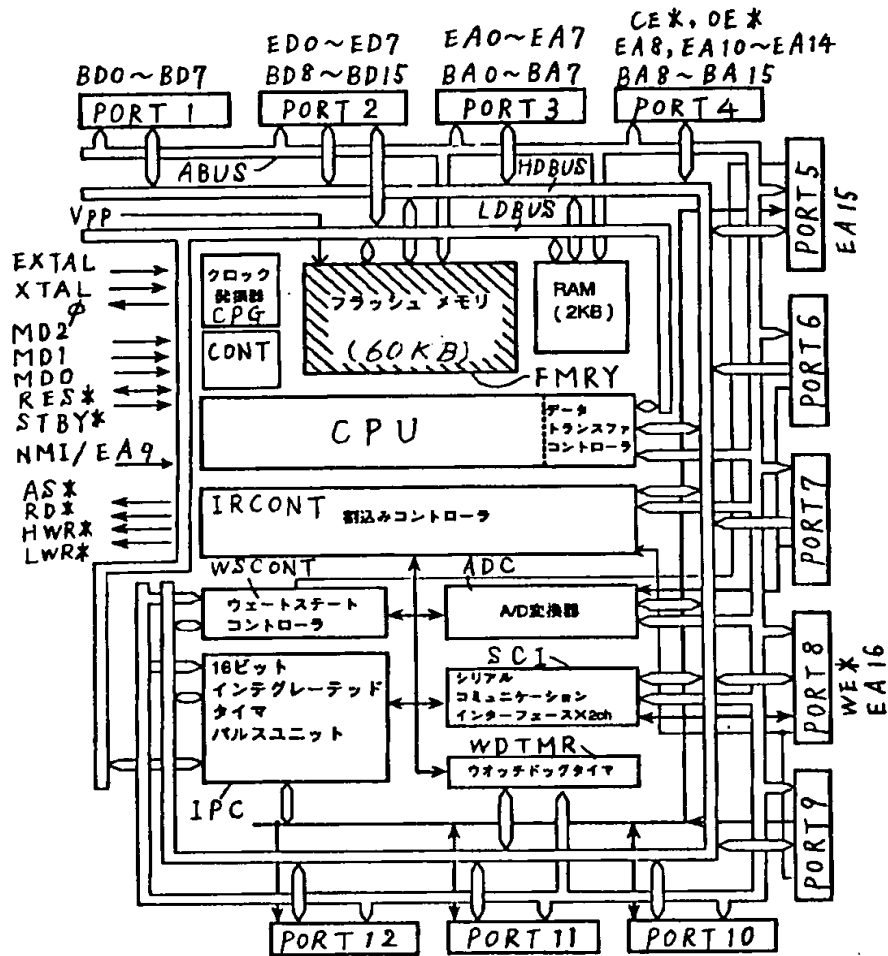 CE*, OE*
ED0~ED7 EA0~EA7 EA8, EA10~EA14
BD0~BD7 BD8~BD15 BA0~BA7 BA8~BA15
PORT 1 PORT 2 PORT 3 PORT 4
ABUS HDBUS
LDBUS
VPP
PORT 5
EA15
EXTAL
XTAL
φ
MD2
MD1
MD0
RES*
STBY*
NMI/EA9
AS*
RD*
HWR*
LWR*
クロック
発振器
CPG
CONT
フラッシュ メモリ
(60KB)
FMRY
RAM
(2KB)
PORT 6
CPU
データ
トランスファ
コントローラ
PORT 7
IRCONT
割込みコントローラ
WSCONT
ウェートステート
コントローラ
ADC
A/D変換器
PORT 8
WE*
EA16
16ビット
インテグレーテッド
タイマ
パルスユニット
IPC
SCI
シリアル
コミュニケーション
インターフェース×2ch
WDTMR
ウオッチドッグタイマ
PORT 9
PORT 12 PORT 11 PORT 10